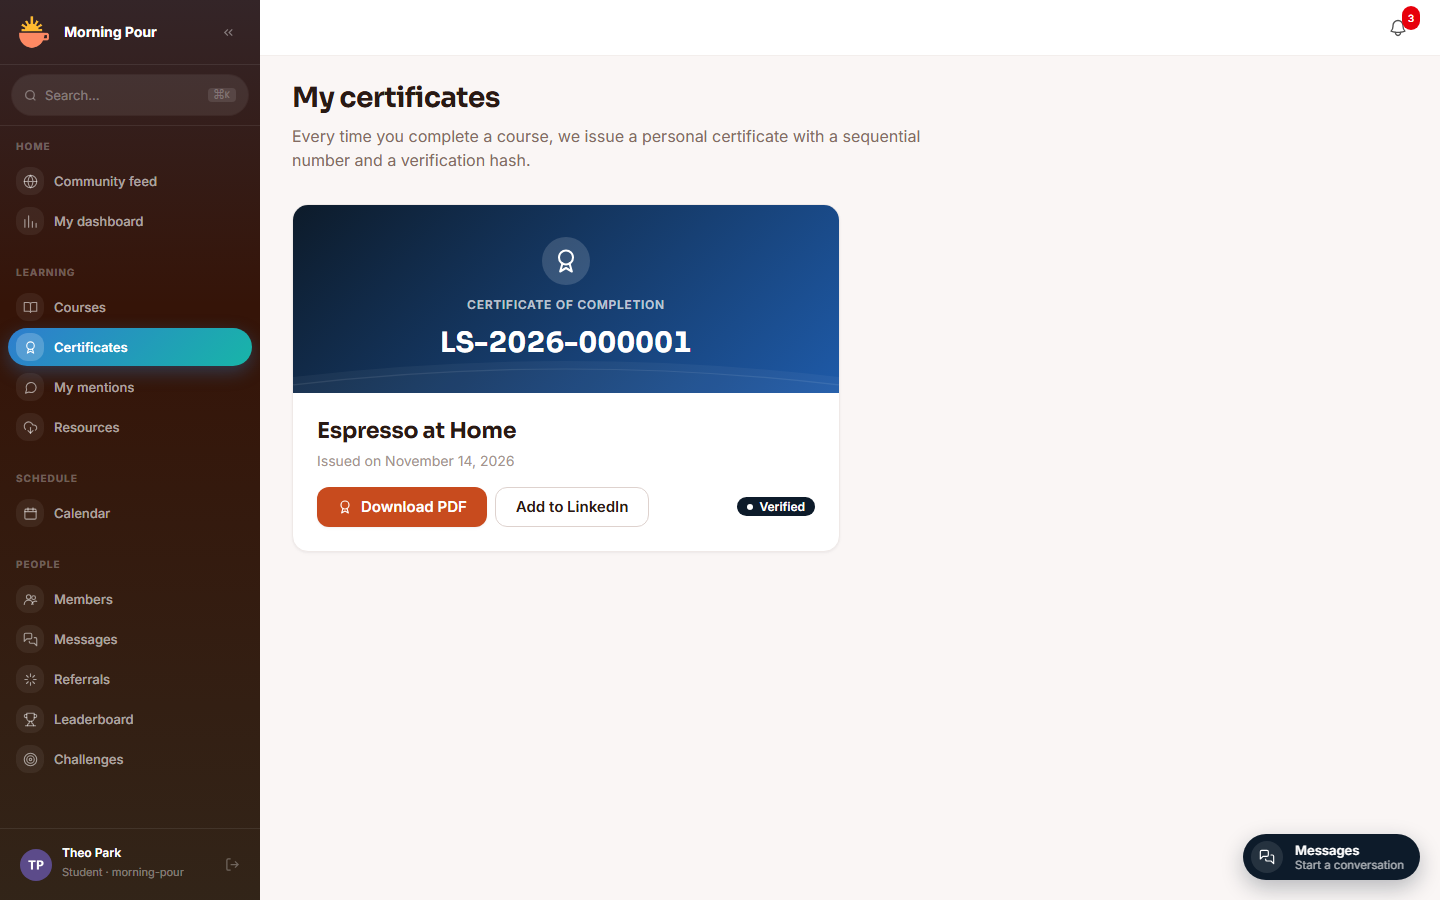 Morning Pour
Search...
⌘K
HOME
Community feed
My dashboard
LEARNING
Courses
Certificates
My mentions
Resources
SCHEDULE
Calendar
PEOPLE
Members
Messages
Referrals
Leaderboard
Challenges
TP
Theo Park
Student · morning-pour
3
My certificates
Every time you complete a course, we issue a personal certificate with a sequential
number and a verification hash.
CERTIFICATE OF COMPLETION
LS-2026-000001
Espresso at Home
Issued on November 14, 2026
Download PDF
Add to LinkedIn
Verified
Messages
Start a conversation